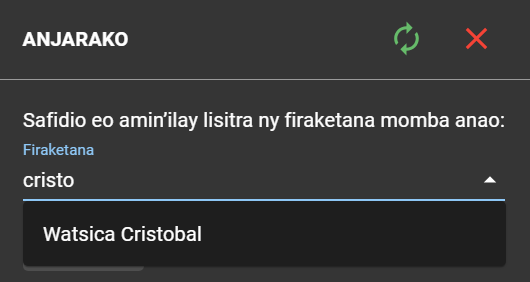 ANJARAKO
Safidio eo amin'ilay lisitra ny firaketana momba anao:
Firaketana
cristo
Watsica Cristobal